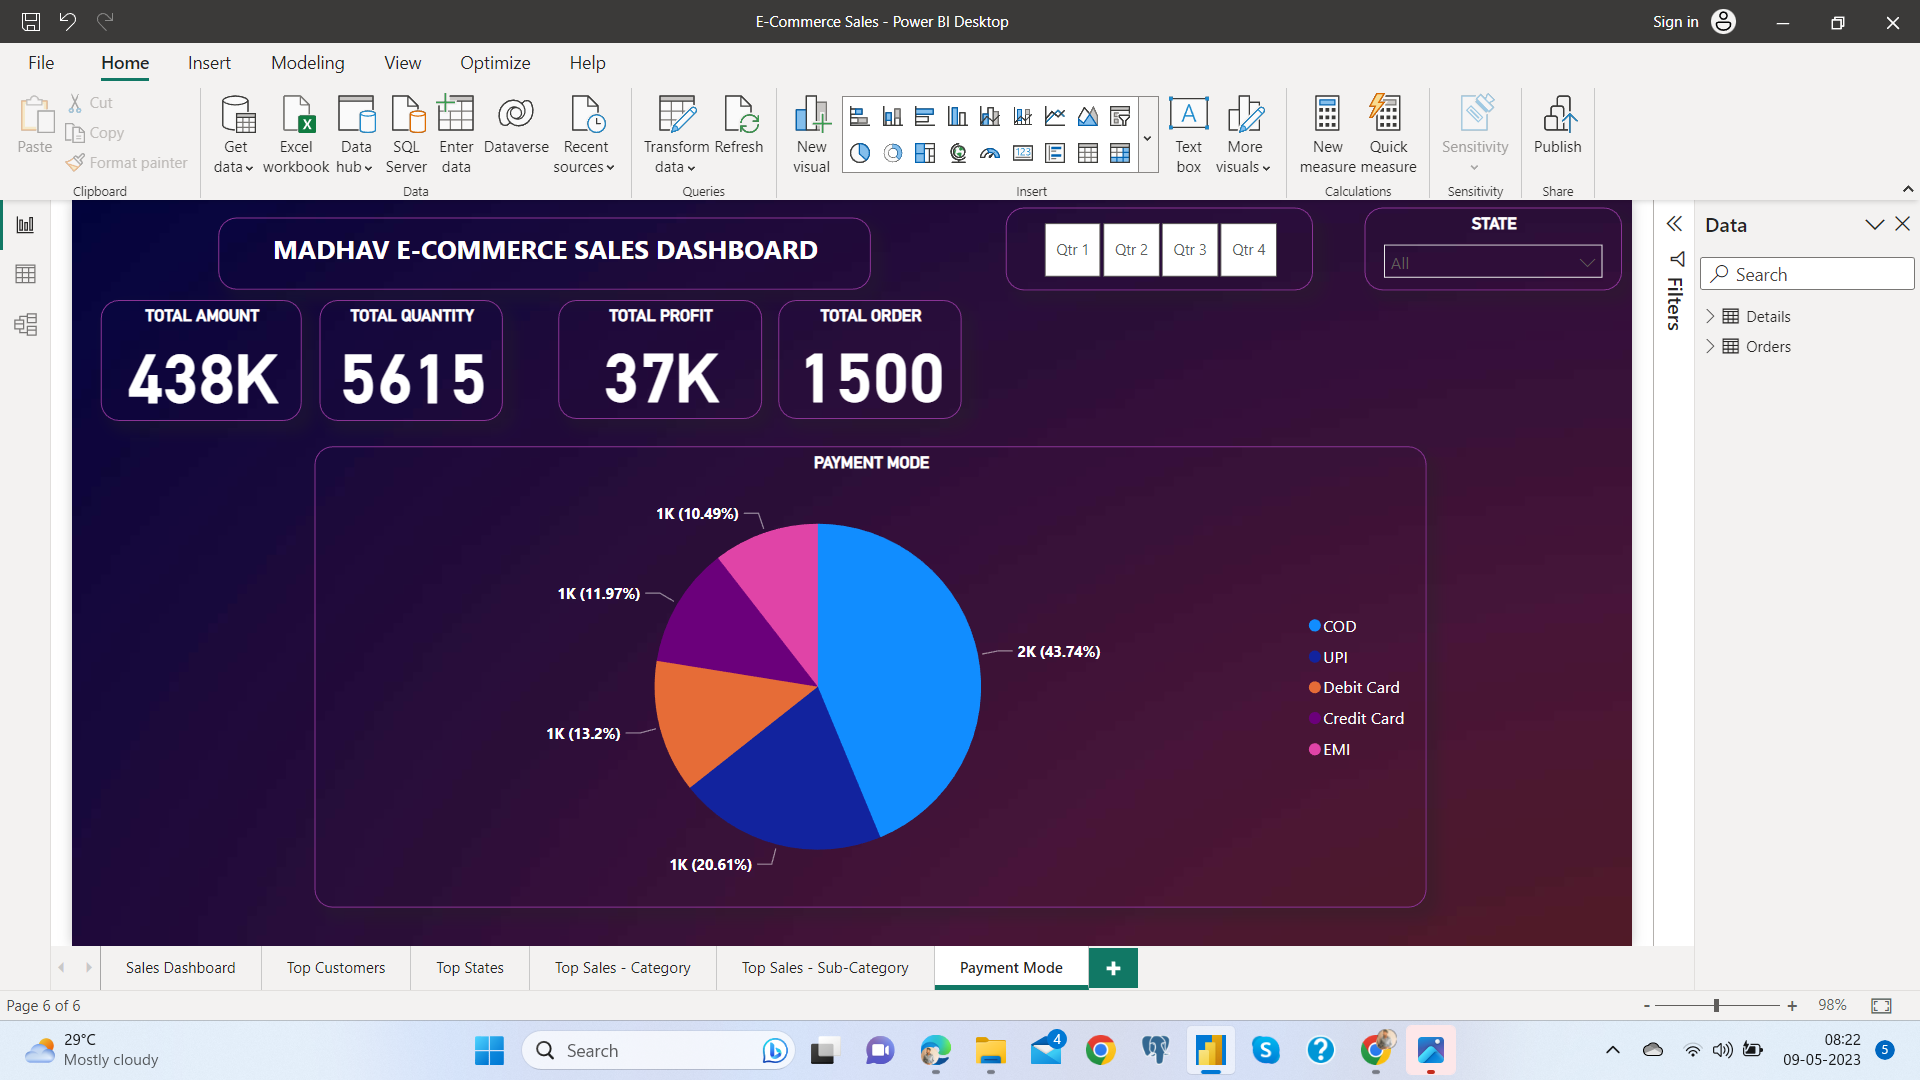 E-Commerce Sales - Power BI Desktop
Sign in
File Home Insert Modeling View Optimize Help
Paste
Cut
Copy
Format painter
Clipboard
Get data
Excel workbook
Data hub
SQL Server
Enter data
Dataverse
Recent sources
Data
Transform data
Refresh
Queries
New visual
123
Insert
A
Text box
More visuals
New measure
Quick measure
Calculations
Sensitivity
Sensitivity
Publish
Share
MADHAV E-COMMERCE SALES DASHBOARD
Qtr 1 Qtr 2 Qtr 3 Qtr 4
STATE
All
TOTAL AMOUNT
438K
TOTAL QUANTITY
5615
TOTAL PROFIT
37K
TOTAL ORDER
1500
PAYMENT MODE
1K (10.49%)
1K (11.97%)
2K (43.74%)
1K (13.2%)
1K (20.61%)
COD
UPI
Debit Card
Credit Card
EMI
Filters
Data
Search
Details
Orders
Sales Dashboard
Top Customers
Top States
Top Sales - Category
Top Sales - Sub-Category
Payment Mode
+
Page 6 of 6
- + 98%
29°C
Mostly cloudy
Search
4
08:22
09-05-2023
5